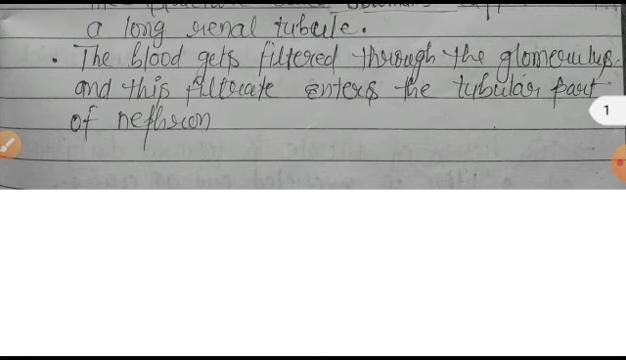 a long renal tubule.
• The blood gets filtered through the glomerulus.
and this filtrate enters the tubular part
of nephron
1